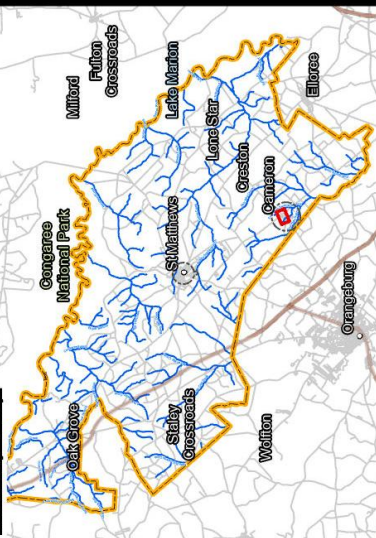 Congaree
National Park
Oak Grove
Milford
Fulton
Crossroads
St Matthews
Lake Marion
Staley
Crossroads
Lone Star
Creston
Cameron
Wolfton
Elloree
Orangeburg